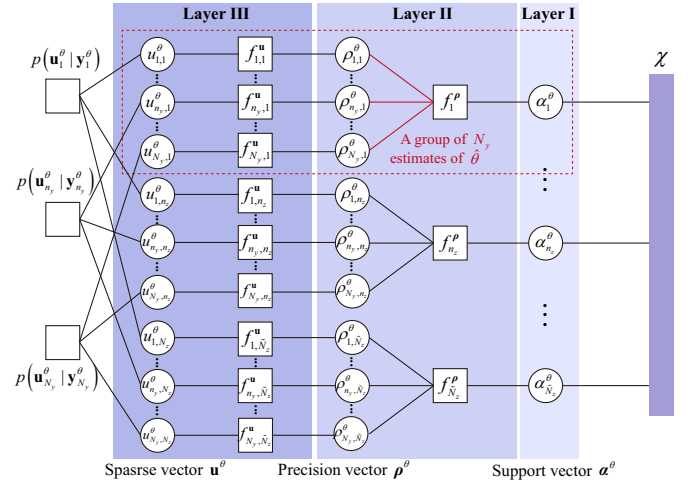 Layer III Layer II Layer I
χ
p(u_1^θ | y_1^θ)
u_{1,1}^θ f_{1,1}^u ρ_{1,1}^θ
u_{n_y,1}^θ f_{n_y,1}^u ρ_{n_y,1}^θ f_1^ρ α_1^θ
u_{N_y,1}^θ f_{N_y,1}^u ρ_{N_y,1}^θ
A group of N_y
estimates of θ̂
p(u_{n_y}^θ | y_{n_y}^θ)
u_{1,n_z}^θ f_{1,n_z}^u ρ_{1,n_z}^θ
u_{n_y,n_z}^θ f_{n_y,n_z}^u ρ_{n_y,n_z}^θ f_{n_z}^ρ α_{n_z}^θ
u_{N_y,n_z}^θ f_{N_y,n_z}^u ρ_{N_y,n_z}^θ
p(u_{N_y}^θ | y_{N_y}^θ)
u_{1,N_z}^θ f_{1,Ñ_z}^u ρ_{1,Ñ_z}^θ
u_{n_y,N_z}^θ f_{n_y,Ñ_z}^u ρ_{n_y,Ñ_z}^θ f_{Ñ_z}^ρ α_{Ñ_z}^θ
u_{N_y,N_z}^θ f_{N_y,Ñ_z}^u ρ_{N_y,Ñ_z}^θ
Spasrse vector u^θ Precision vector ρ^θ Support vector α^θ